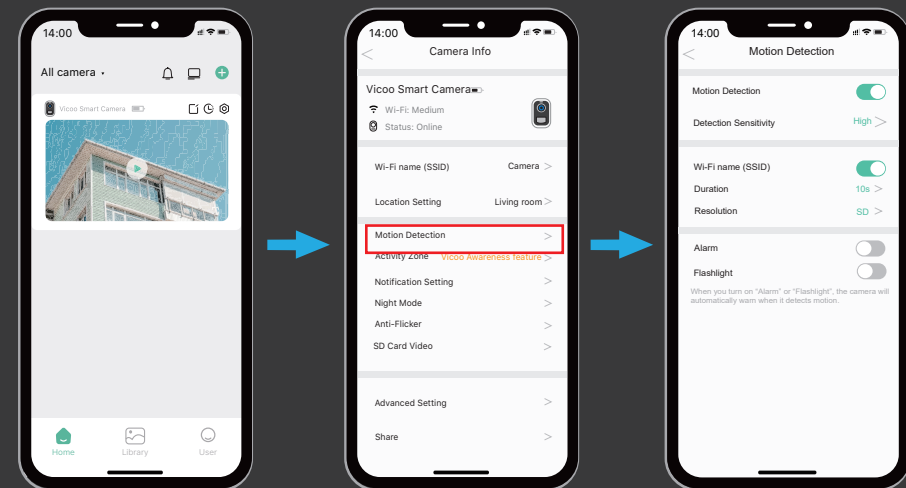 14:00
All camera
Vicoo Smart Camera
Home
Library
User
14:00
<
Camera Info
Vicoo Smart Camera
Wi-Fi: Medium
Status: Online
Wi-Fi name (SSID) Camera >
Location Setting Living room >
Motion Detection >
Activity Zone Vicoo Awareness feature >
Notification Setting >
Night Mode >
Anti-Flicker >
SD Card Video >
Advanced Setting >
Share >
14:00
<
Motion Detection
Motion Detection
Detection Sensitivity High >
Wi-Fi name (SSID)
Duration 10s >
Resolution SD >
Alarm
Flashlight
When you turn on "Alarm" or "Flashlight", the camera will
automatically warn when it detects motion.